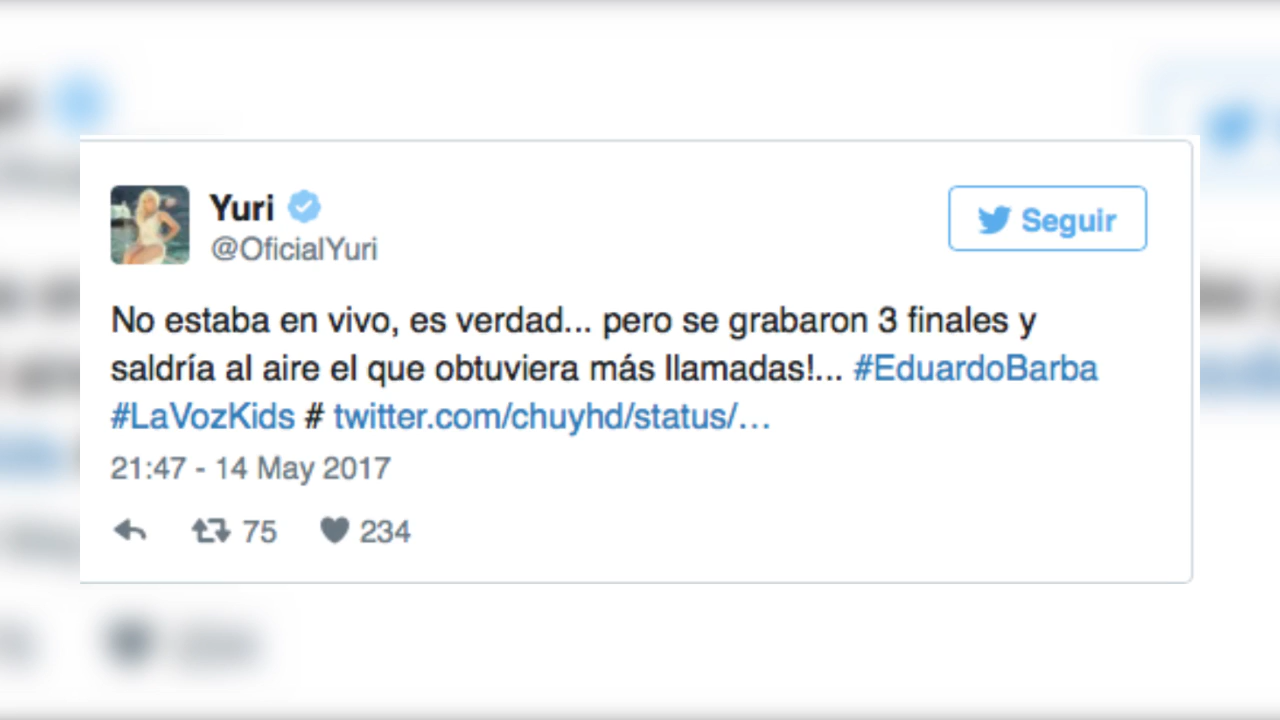 Yuri
@OficialYuri
Seguir
No estaba en vivo, es verdad... pero se grabaron 3 finales y
saldría al aire el que obtuviera más llamadas!... #EduardoBarba
#LaVozKids # twitter.com/chuyhd/status/…
21:47 - 14 May 2017
75 234